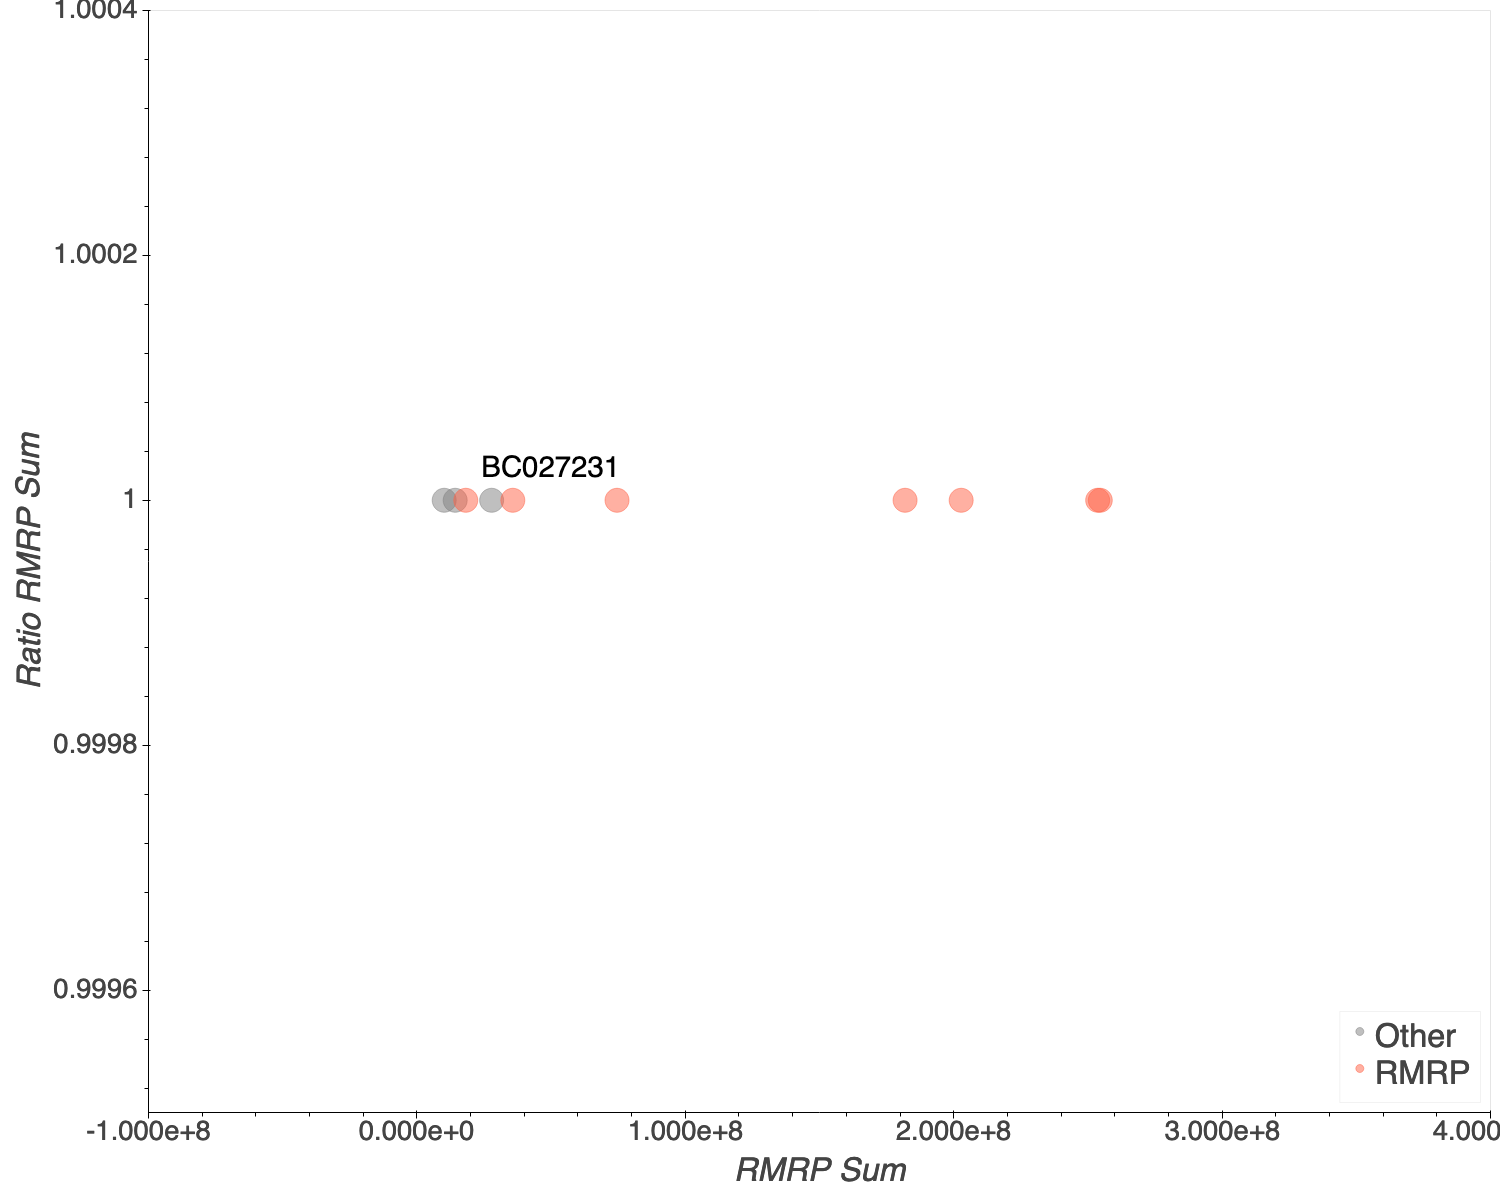 1.0004
1.0002
1
0.9998
0.9996
Ratio RMRP Sum
BC027231
Other
RMRP
-1.000e+8
0.000e+0
1.000e+8
2.000e+8
3.000e+8
4.000
RMRP Sum